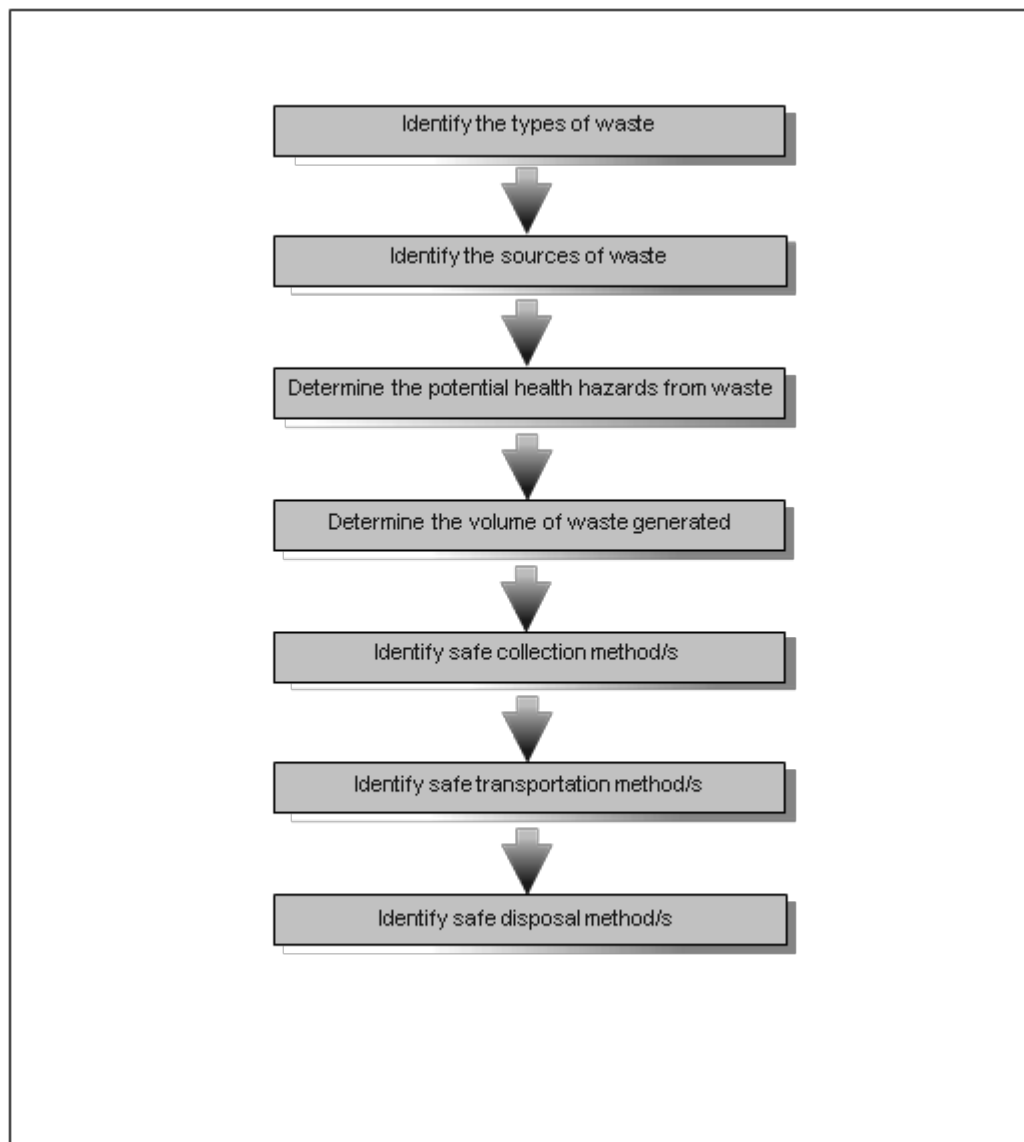 Identify the types of waste
Identify the sources of waste
Determine the potential health hazards from waste
Determine the volume of waste generated
Identify safe collection method/s
Identify safe transportation method/s
Identify safe disposal method/s